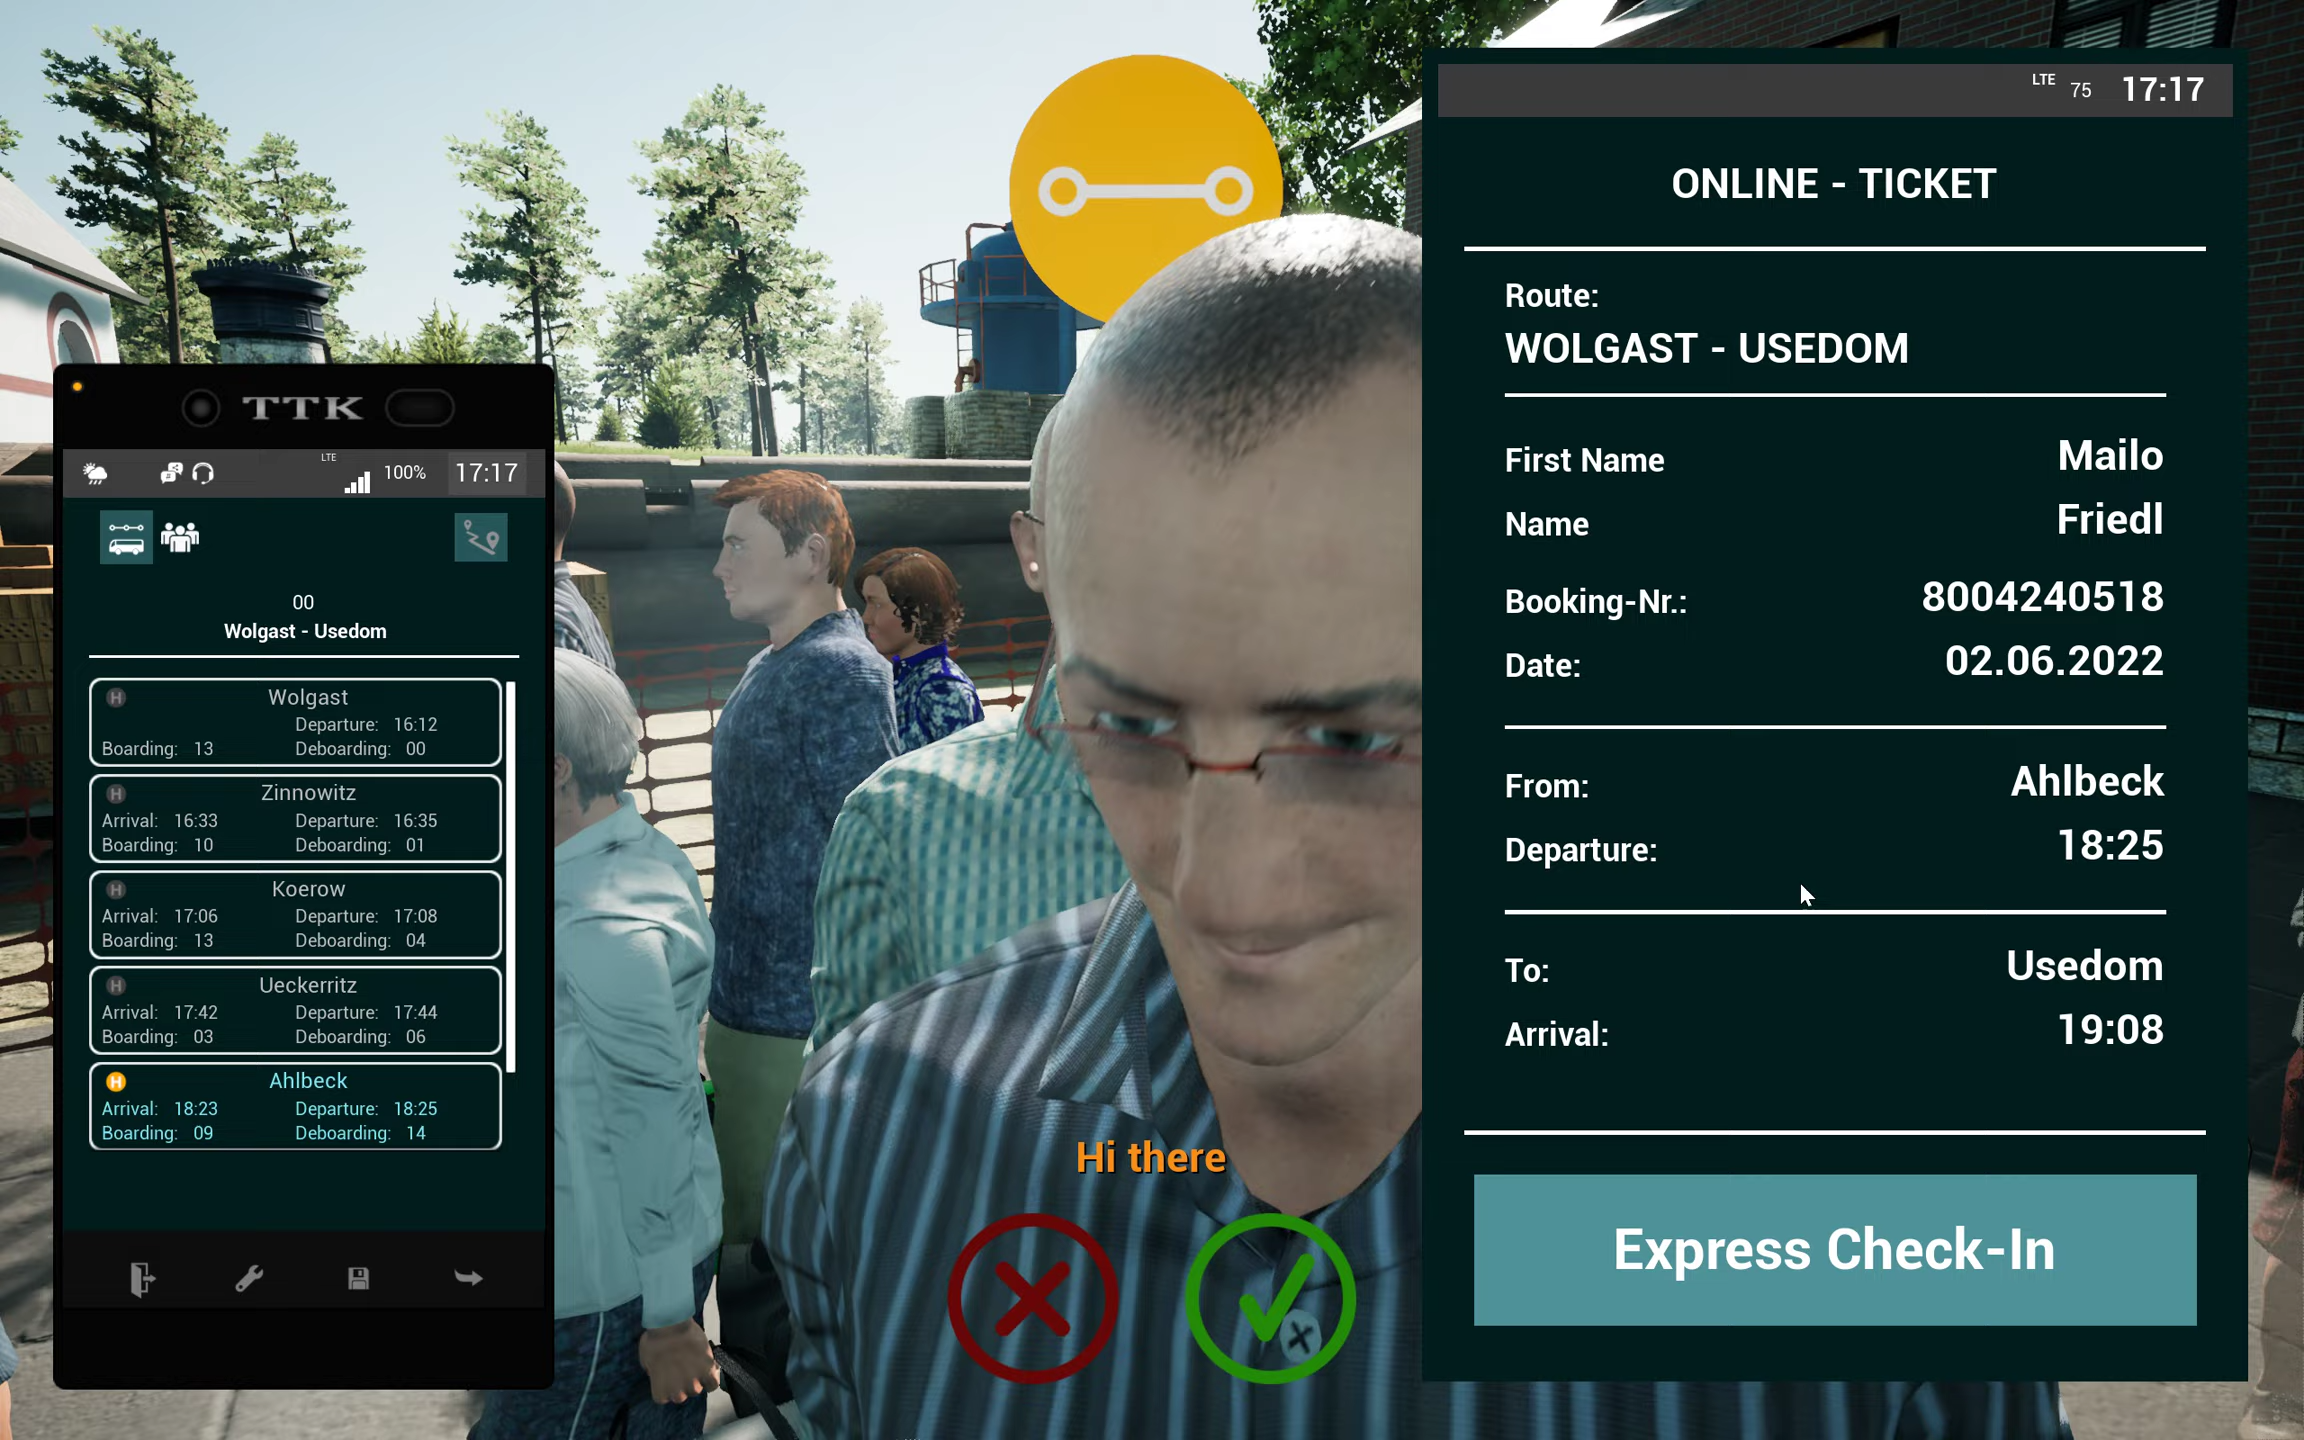 TTK
LTE
100%
17:17
00
Wolgast - Usedom
H
Wolgast
Departure: 16:12
Boarding: 13
Deboarding: 00
H
Zinnowitz
Arrival: 16:33
Departure: 16:35
Boarding: 10
Deboarding: 01
H
Koerow
Arrival: 17:06
Departure: 17:08
Boarding: 13
Deboarding: 04
H
Ueckerritz
Arrival: 17:42
Departure: 17:44
Boarding: 03
Deboarding: 06
H
Ahlbeck
Arrival: 18:23
Departure: 18:25
Boarding: 09
Deboarding: 14
Hi there
LTE 75 17:17
ONLINE - TICKET
Route:
WOLGAST - USEDOM
First Name Mailo
Name Friedl
Booking-Nr.: 8004240518
Date: 02.06.2022
From: Ahlbeck
Departure: 18:25
To: Usedom
Arrival: 19:08
Express Check-In